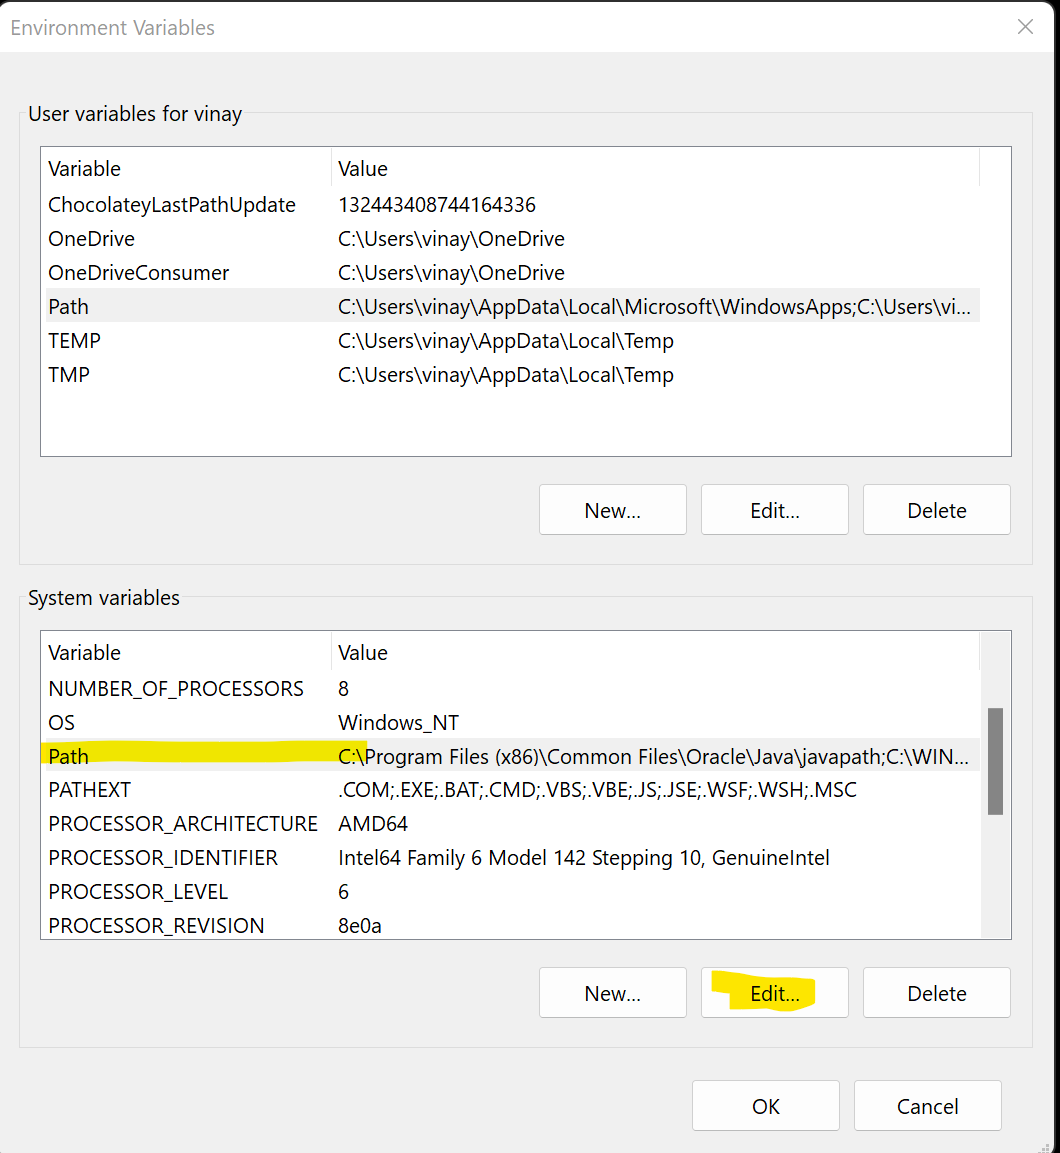 Environment Variables
User variables for vinay
Variable Value
ChocolateyLastPathUpdate 132443408744164336
OneDrive C:\Users\vinay\OneDrive
OneDriveConsumer C:\Users\vinay\OneDrive
Path C:\Users\vinay\AppData\Local\Microsoft\WindowsApps;C:\Users\vi...
TEMP C:\Users\vinay\AppData\Local\Temp
TMP C:\Users\vinay\AppData\Local\Temp
New... Edit... Delete
System variables
Variable Value
NUMBER_OF_PROCESSORS 8
OS Windows_NT
Path C:\Program Files (x86)\Common Files\Oracle\Java\javapath;C:\WIN...
PATHEXT .COM;.EXE;.BAT;.CMD;.VBS;.VBE;.JS;.JSE;.WSF;.WSH;.MSC
PROCESSOR_ARCHITECTURE AMD64
PROCESSOR_IDENTIFIER Intel64 Family 6 Model 142 Stepping 10, GenuineIntel
PROCESSOR_LEVEL 6
PROCESSOR_REVISION 8e0a
New... Edit... Delete
OK Cancel